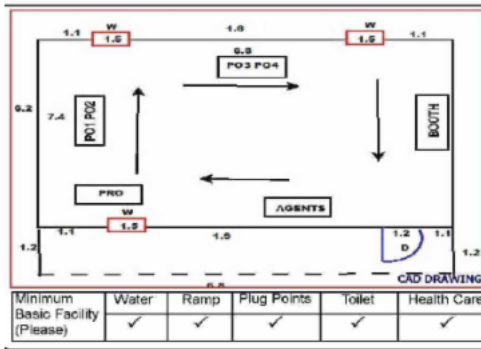 W W
1.1 1.5 1.8 1.5 1.1
6.8
PO3 PO4
9.2 7.4 PO1 PO2 BOOTH
PRO
AGENTS
W
1.1 1.5 1.9 1.2 1.1
1.2 D 1.2
CAD DRAWING
Minimum Basic Facility (Please) Water Ramp Plug Points Toilet Health Care
✓ ✓ ✓ ✓ ✓